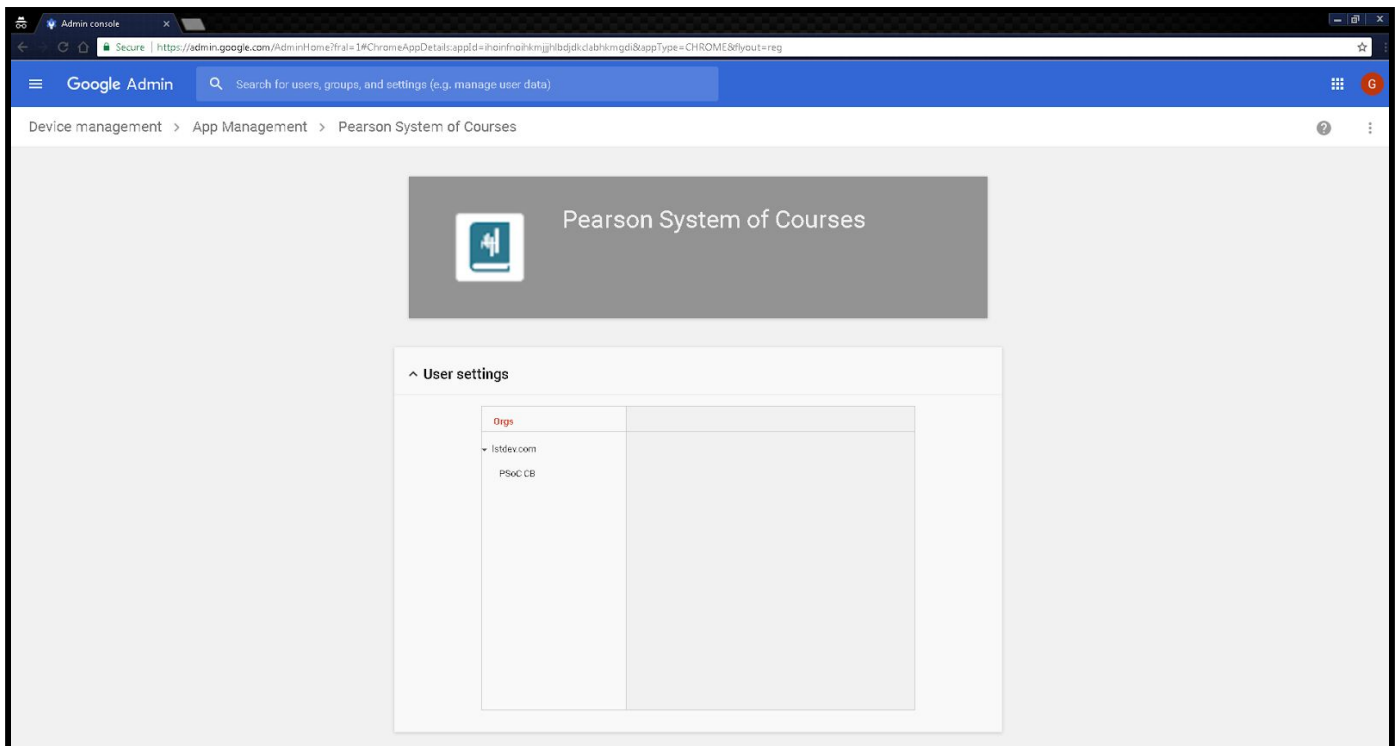 Admin console
Secure | https://admin.google.com/AdminHome?fral=1#ChromeAppDetails:appId=ihoinfnoihkmjjhlbdjdkclabhkmgdi&appType=CHROME&flyout=reg
Google Admin
Search for users, groups, and settings (e.g. manage user data)
G
Device management > App Management > Pearson System of Courses
Pearson System of Courses
User settings
Orgs
lstdev.com
PSoC CB